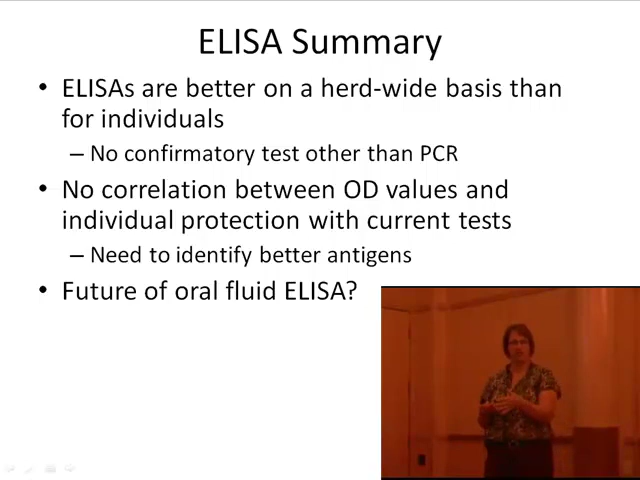 ELISA Summary
• ELISAs are better on a herd-wide basis than
for individuals
– No confirmatory test other than PCR
• No correlation between OD values and
individual protection with current tests
– Need to identify better antigens
• Future of oral fluid ELISA?